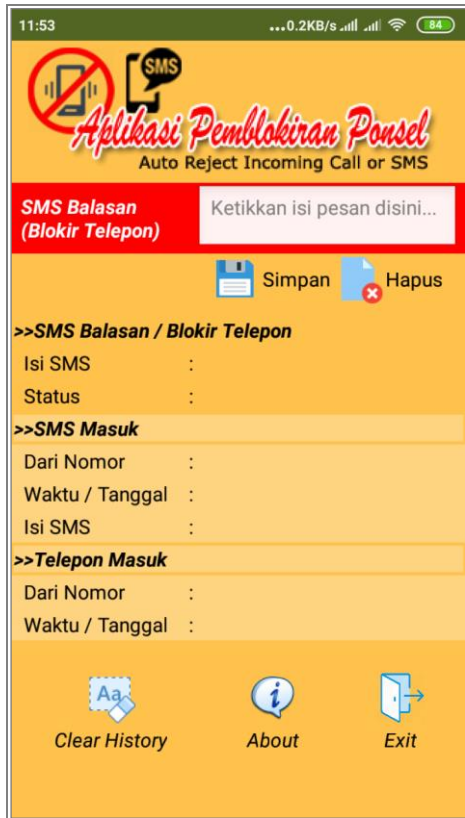 11:53 ...0.2KB/s 84
SMS
Aplikasi Pemblokiran Ponsel
Auto Reject Incoming Call or SMS
SMS Balasan
(Blokir Telepon)
Ketikkan isi pesan disini...
Simpan Hapus
>>SMS Balasan / Blokir Telepon
Isi SMS :
Status :
>>SMS Masuk
Dari Nomor :
Waktu / Tanggal :
Isi SMS :
>>Telepon Masuk
Dari Nomor :
Waktu / Tanggal :
Aa
i
Clear History About Exit